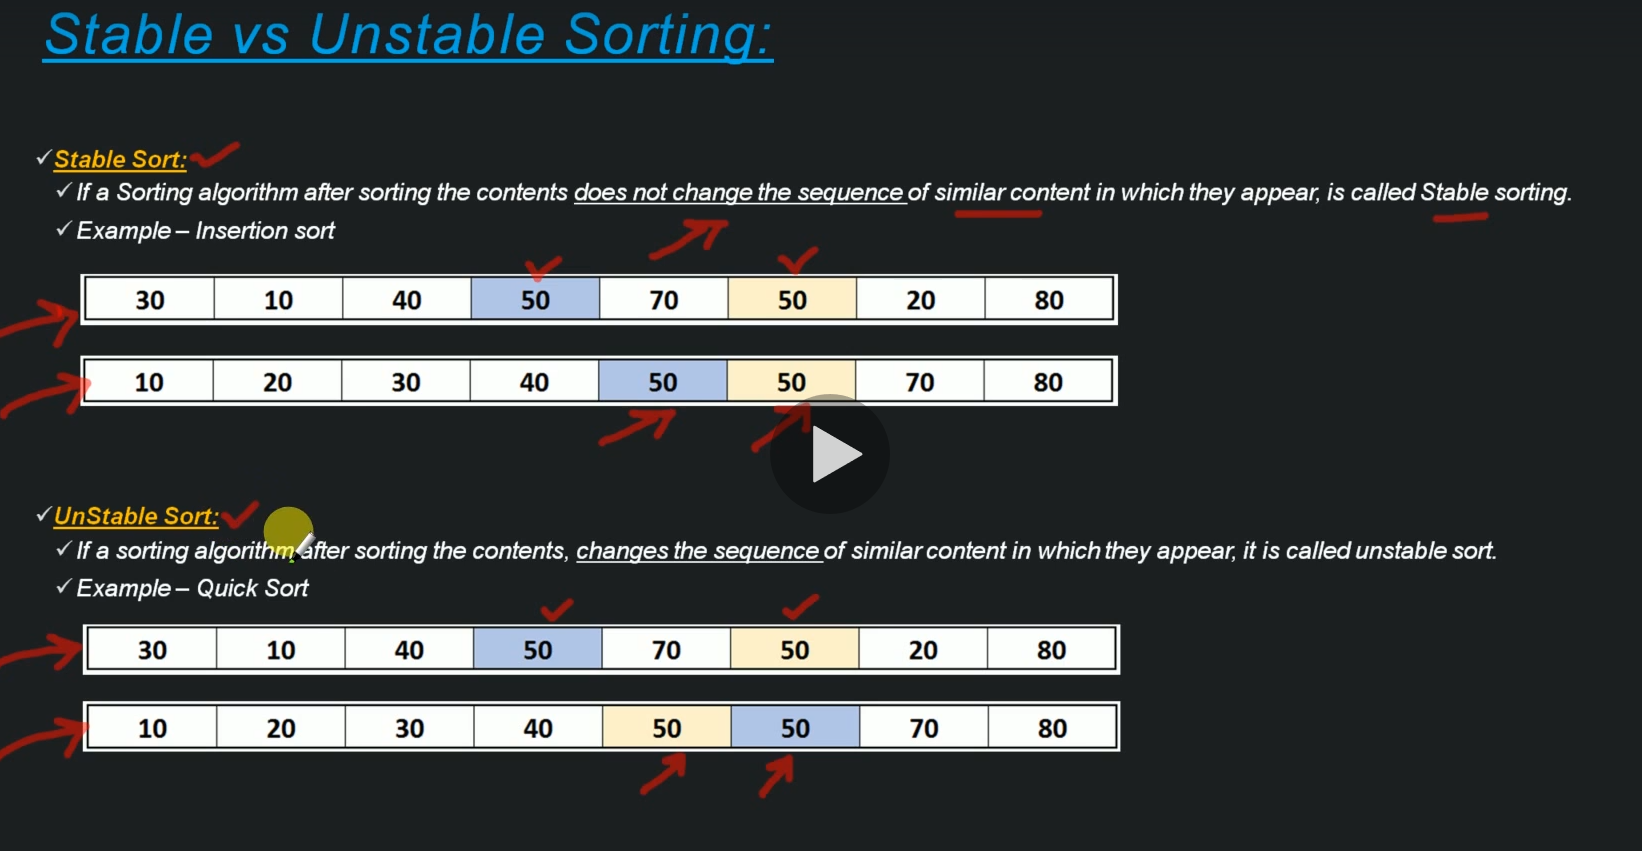 Stable vs Unstable Sorting:
✓ Stable Sort:
✓ If a Sorting algorithm after sorting the contents does not change the sequence of similar content in which they appear, is called Stable sorting.
✓ Example – Insertion sort
30 10 40 50 70 50 20 80
10 20 30 40 50 50 70 80
✓ UnStable Sort:
✓ If a sorting algorithm after sorting the contents, changes the sequence of similar content in which they appear, it is called unstable sort.
✓ Example – Quick Sort
30 10 40 50 70 50 20 80
10 20 30 40 50 50 70 80